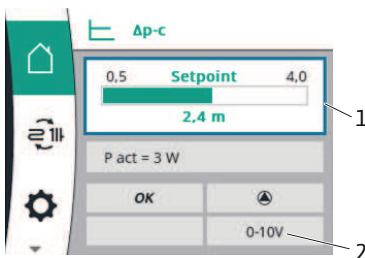 Δp-c
0,5 Setpoint 4,0
2,4 m
1
P act = 3 W
OK
0-10V
2